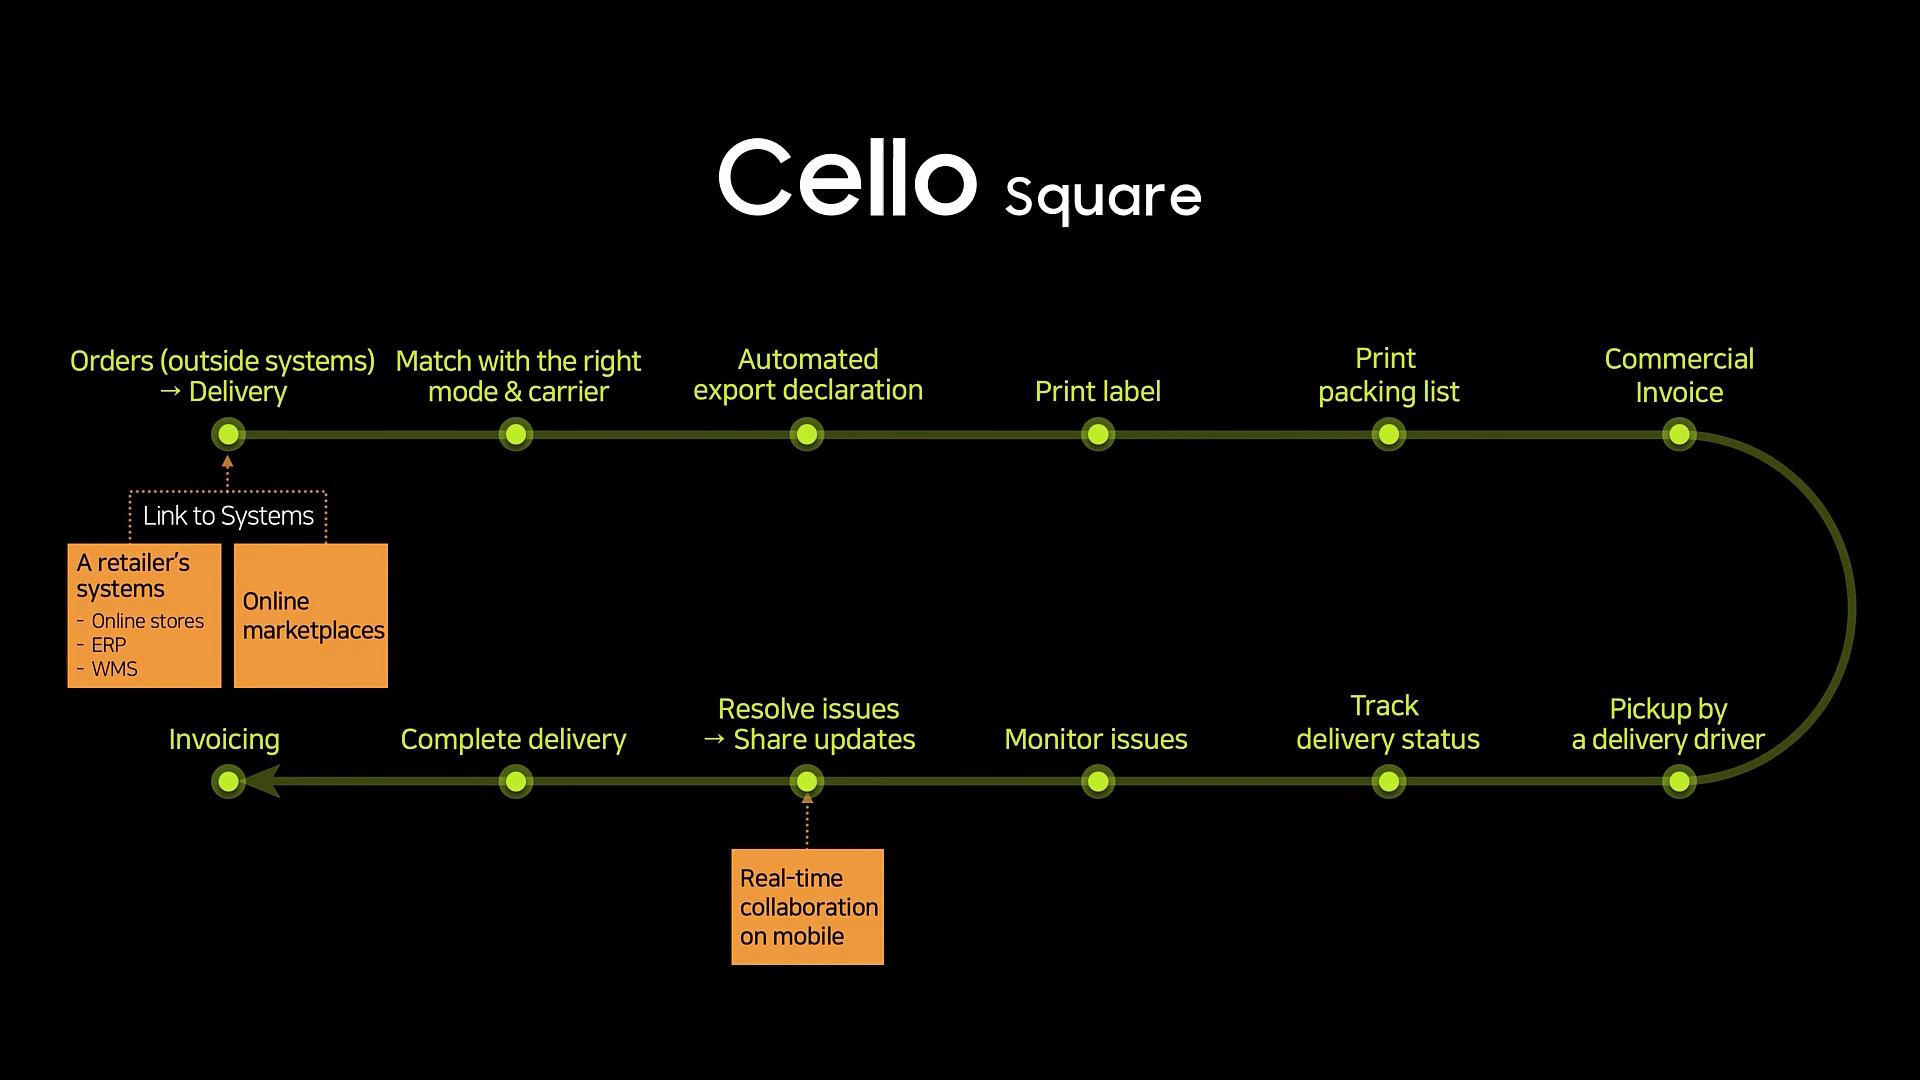 Cello Square
Orders (outside systems)
→ Delivery
Match with the right
mode & carrier
Automated
export declaration
Print label
Print
packing list
Commercial
Invoice
Link to Systems
A retailer's
systems
- Online stores
- ERP
- WMS
Online
marketplaces
Invoicing
Complete delivery
Resolve issues
→ Share updates
Monitor issues
Track
delivery status
Pickup by
a delivery driver
Real-time
collaboration
on mobile